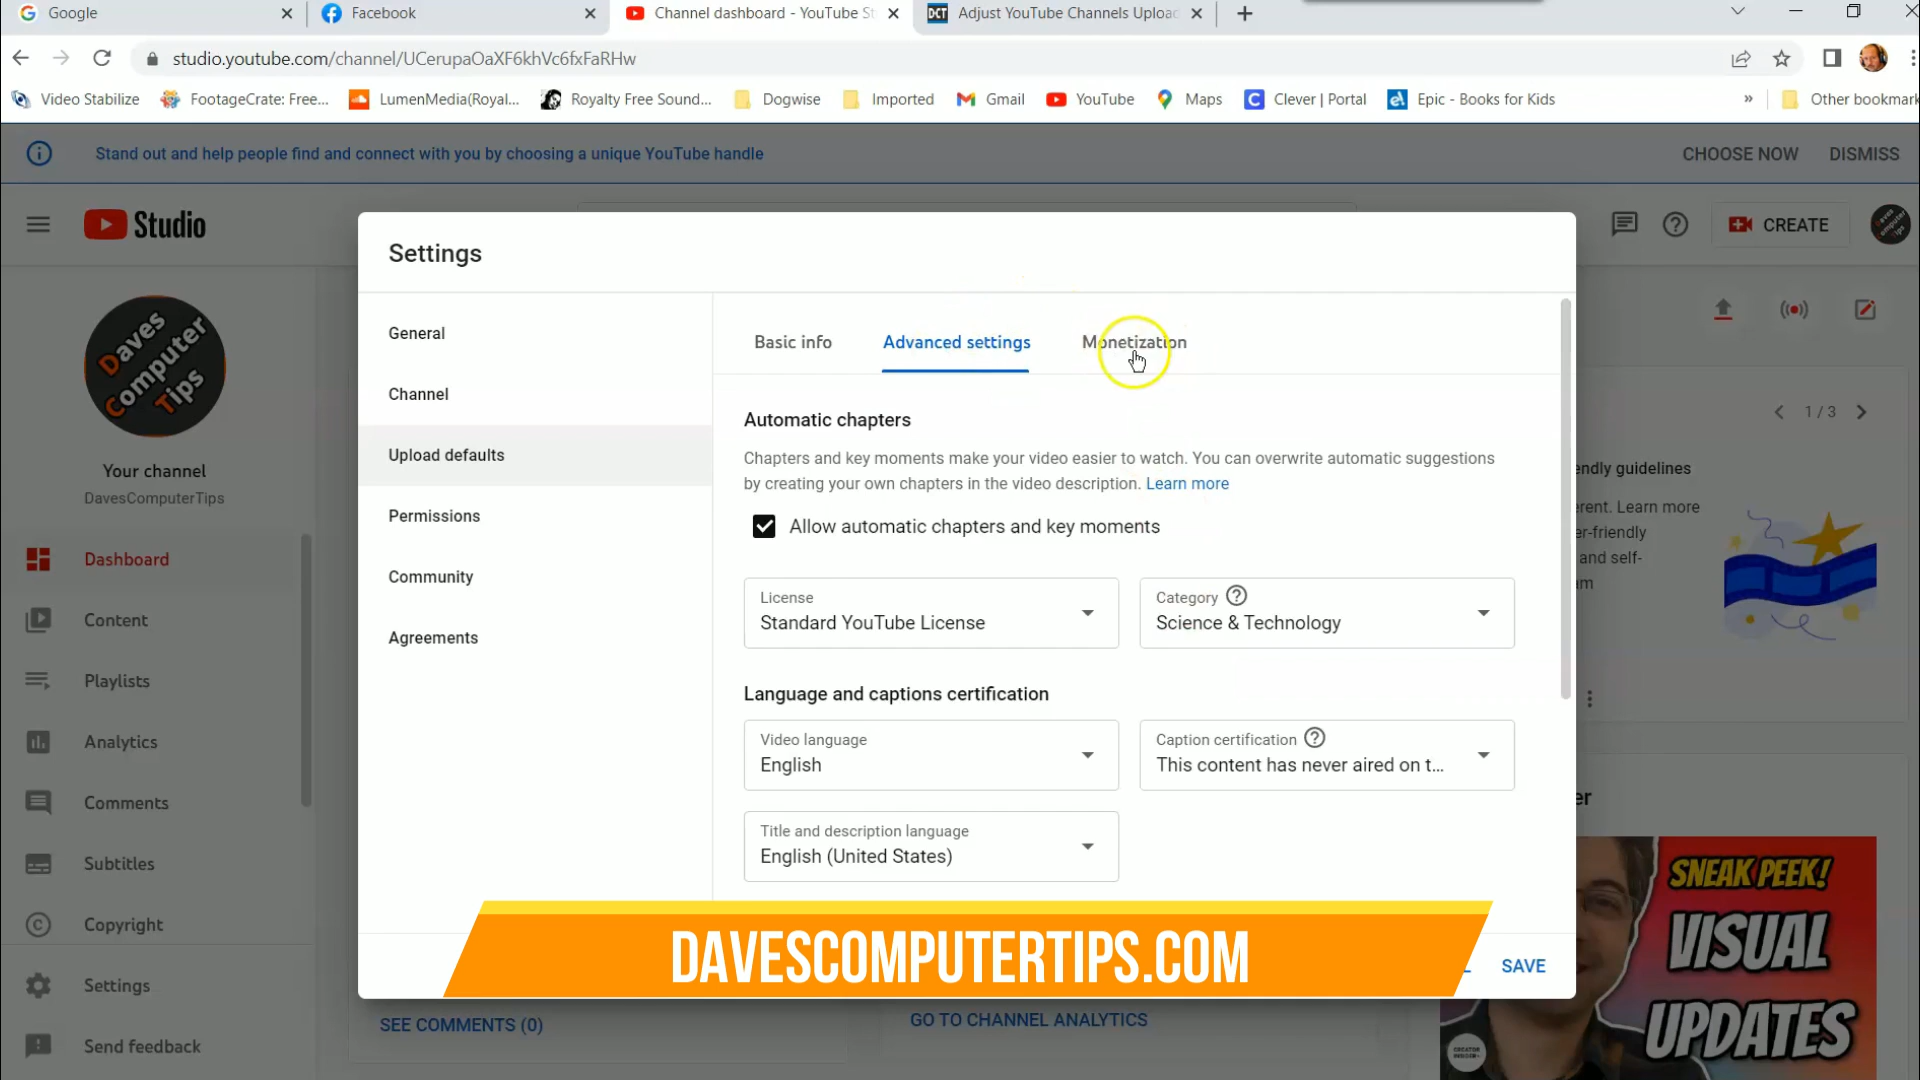 Google
Facebook
Channel dashboard - YouTube St
Adjust YouTube Channels Upload
studio.youtube.com/channel/UCerupaOaXF6khVc6fxFaRHw
Video Stabilize
FootageCrate: Free...
LumenMedia(Royal...
Royalty Free Sound...
Dogwise
Imported
Gmail
YouTube
Maps
Clever | Portal
Epic - Books for Kids
»
Other bookmark
Stand out and help people find and connect with you by choosing a unique YouTube handle
CHOOSE NOW
DISMISS
Studio
CREATE
Daves
Computer
Tips
Your channel
DavesComputerTips
Dashboard
Content
Playlists
Analytics
Comments
Subtitles
Copyright
Settings
Send feedback
Settings
General
Channel
Upload defaults
Permissions
Community
Agreements
Basic info
Advanced settings
Monetization
Automatic chapters
Chapters and key moments make your video easier to watch. You can overwrite automatic suggestions
by creating your own chapters in the video description. Learn more
Allow automatic chapters and key moments
License
Standard YouTube License
Category
Science & Technology
Language and captions certification
Video language
English
Caption certification
This content has never aired on t...
Title and description language
English (United States)
SAVE
DAVESCOMPUTERTIPS.COM
SEE COMMENTS (0)
GO TO CHANNEL ANALYTICS
1 / 3
endly guidelines
erent. Learn more
er-friendly
and self-
am
er
SNEAK PEEK!
VISUAL
UPDATES
CREATOR
INSIDER